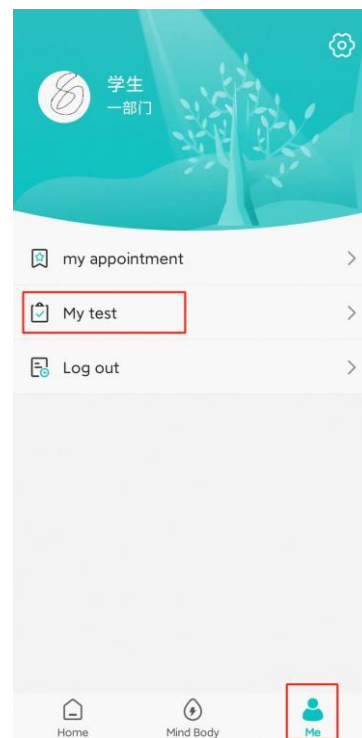 学生
一部门
my appointment
My test
Log out
Home
Mind Body
Me